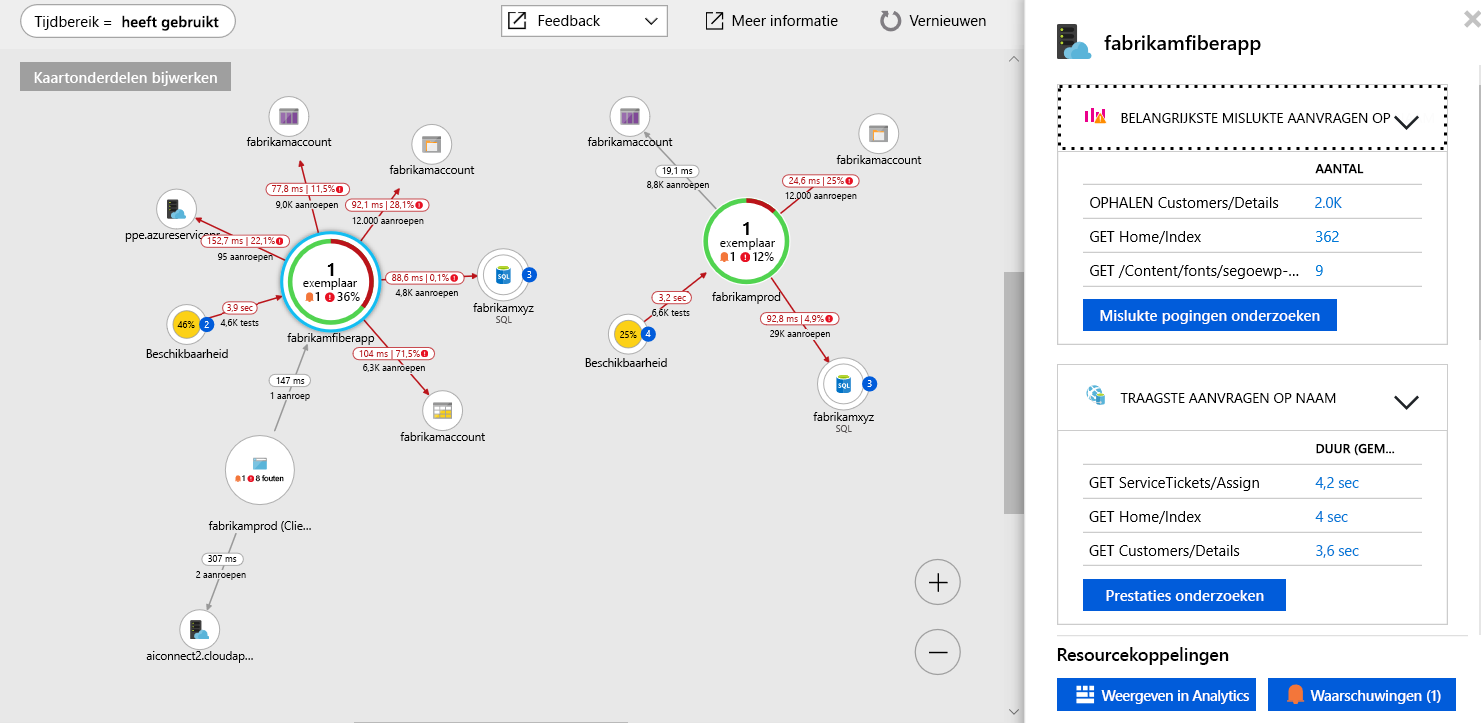 Tijdbereik = heeft gebruikt
Feedback
Meer informatie
Vernieuwen
Kaartonderdelen bijwerken
fabrikamaccount
fabrikamaccount
77,8 ms | 11,5%
9,0K aanroepen
92,1 ms | 28,1%
12.000 aanroepen
ppe.azureservicepr
152,7 ms | 22,1%
95 aanroepen
1
exemplaar
1 36%
fabrikamfiberapp
88,6 ms | 0,1%
4,8K aanroepen
SQL
3
fabrikamxyz
SQL
3,9 sec
4,6K tests
46%
2
Beschikbaarheid
104 ms | 71,5%
6,3K aanroepen
fabrikamaccount
147 ms
1 aanroep
1 8 fouten
fabrikamprod (Clie...
307 ms
2 aanroepen
aiconnect2.cloudap...
fabrikamaccount
fabrikamaccount
19,1 ms
8,8K aanroepen
24,6 ms | 25%
12.000 aanroepen
1
exemplaar
1 12%
fabrikamprod
3,2 sec
6,6K tests
25%
4
Beschikbaarheid
92,8 ms | 4,9%
29K aanroepen
SQL
3
fabrikamxyz
SQL
fabrikamfiberapp
BELANGRIJKSTE MISLUKTE AANVRAGEN OP
AANTAL
OPHALEN Customers/Details 2.0K
GET Home/Index 362
GET /Content/fonts/segoewp-... 9
Mislukte pogingen onderzoeken
TRAAGSTE AANVRAGEN OP NAAM
DUUR (GEM...
GET ServiceTickets/Assign 4,2 sec
GET Home/Index 4 sec
GET Customers/Details 3,6 sec
Prestaties onderzoeken
Resourcekoppelingen
Weergeven in Analytics
Waarschuwingen (1)